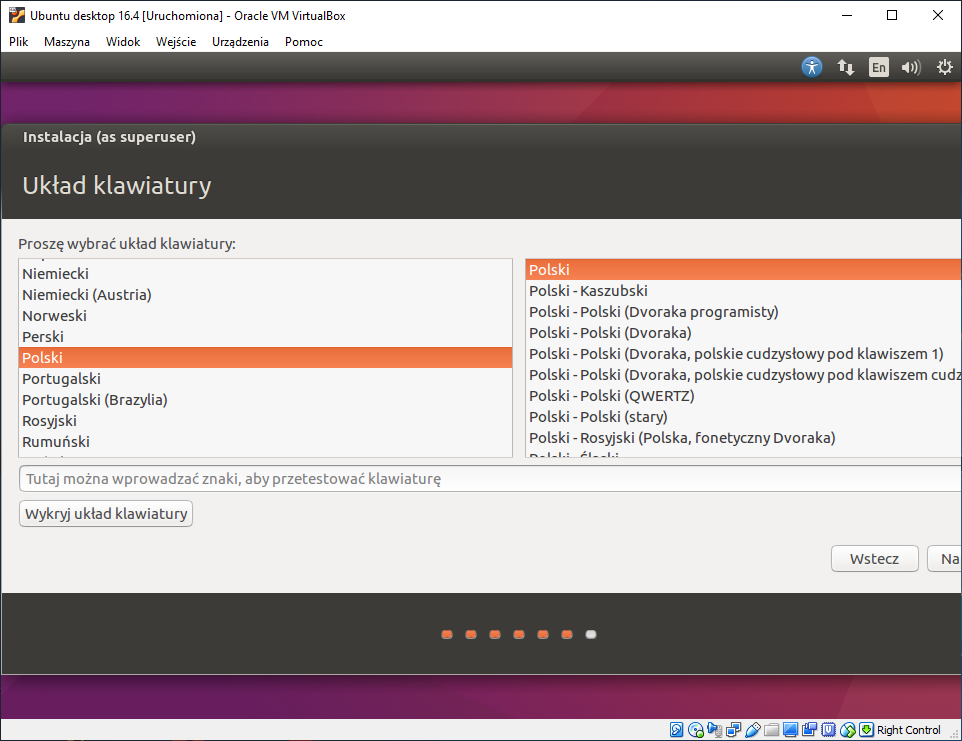 Ubuntu desktop 16.4 [Uruchomiona] - Oracle VM VirtualBox
Plik Maszyna Widok Wejście Urządzenia Pomoc
En
Instalacja (as superuser)
Układ klawiatury
Proszę wybrać układ klawiatury:
Niemiecki
Niemiecki (Austria)
Norweski
Perski
Polski
Portugalski
Portugalski (Brazylia)
Rosyjski
Rumuński
Polski
Polski - Kaszubski
Polski - Polski (Dvoraka programisty)
Polski - Polski (Dvoraka)
Polski - Polski (Dvoraka, polskie cudzysłowy pod klawiszem 1)
Polski - Polski (Dvoraka, polskie cudzysłowy pod klawiszem cudz
Polski - Polski (QWERTZ)
Polski - Polski (stary)
Polski - Rosyjski (Polska, fonetyczny Dvoraka)
Polski - Śląski
Tutaj można wprowadzać znaki, aby przetestować klawiaturę
Wykryj układ klawiatury
Wstecz Na
Right Control